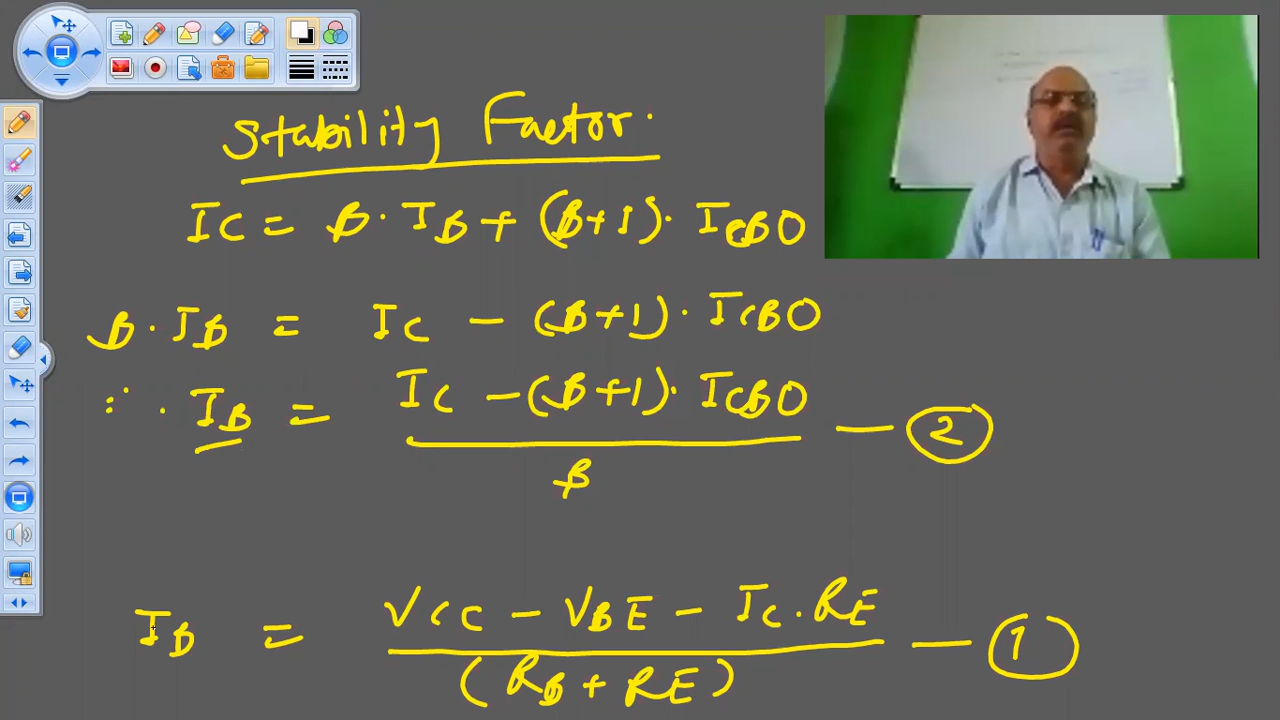 Stability Factor.
IC = β · IB + (β+1) · ICBO
β · IB = IC − (β+1) · ICBO
∴ · IB = IC − (β+1) · ICBO — 2
β
IB = VCC − VBE − IC · RE — 1
(RB + RE)